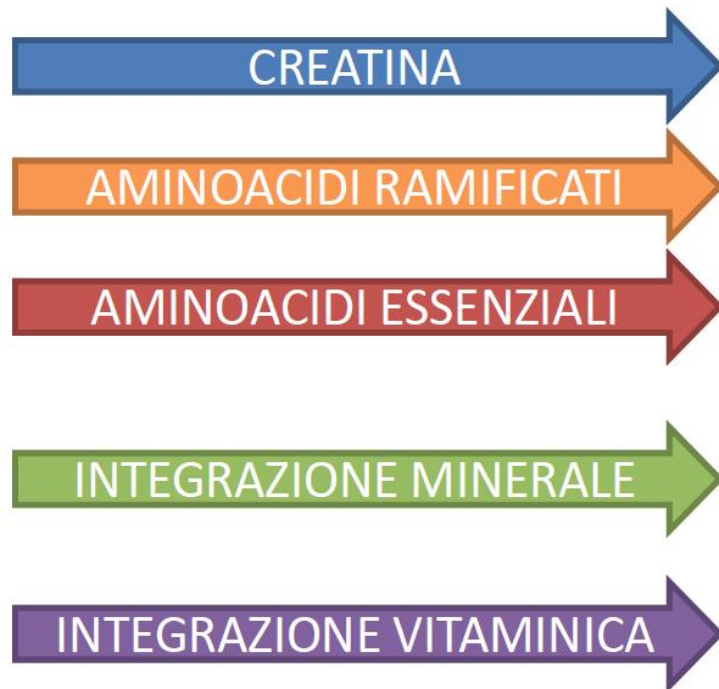 CREATINA
AMINOACIDI RAMIFICATI
AMINOACIDI ESSENZIALI
INTEGRAZIONE MINERALE
INTEGRAZIONE VITAMINICA